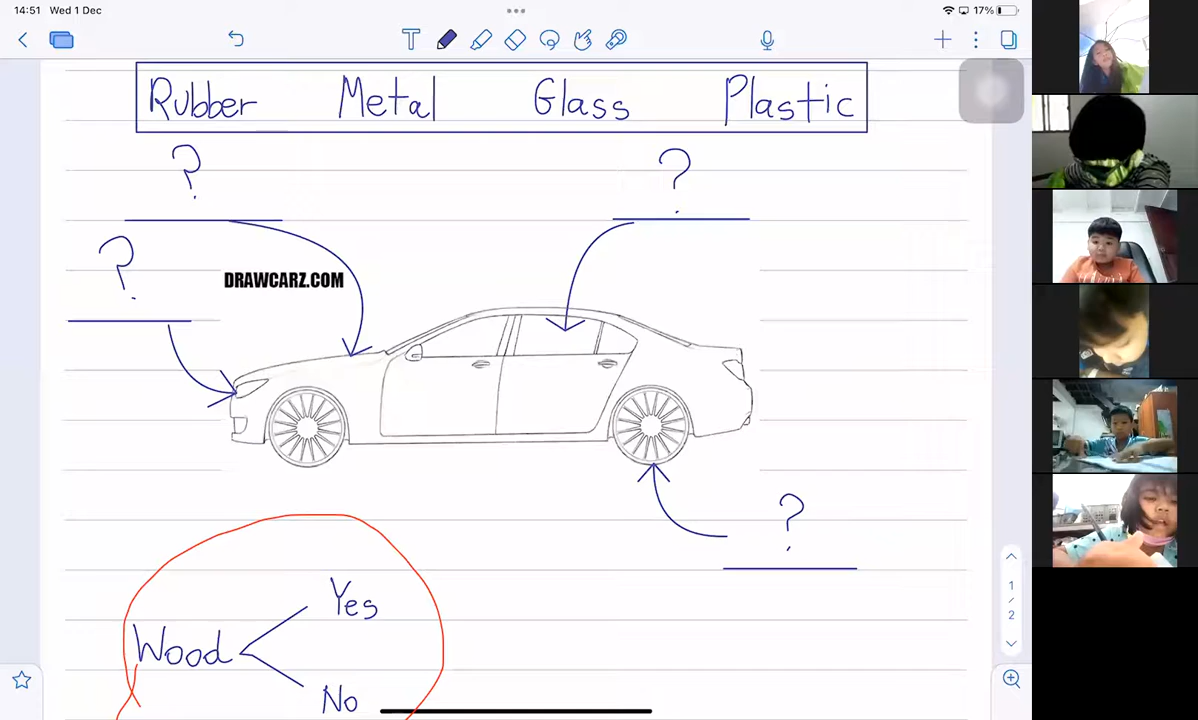 14:51 Wed 1 Dec
17%
T
Rubber Metal Glass Plastic
?
?
?
DRAWCARZ.COM
?
1
/
2
Yes
Wood
No